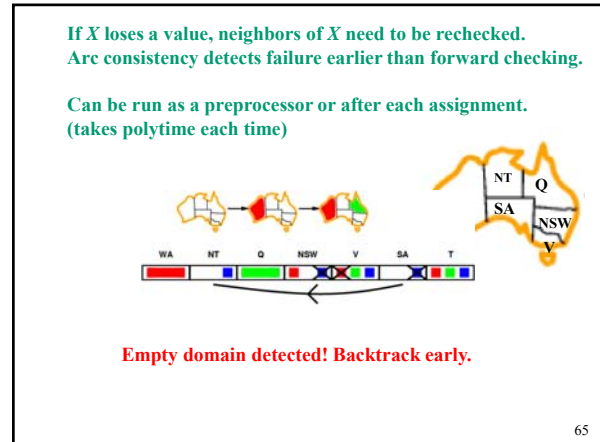 If X loses a value, neighbors of X need to be rechecked.
Arc consistency detects failure earlier than forward checking.
Can be run as a preprocessor or after each assignment.
(takes polytime each time)
NT
Q
SA
NSW
V
WA NT Q NSW V SA T
Empty domain detected! Backtrack early.
65